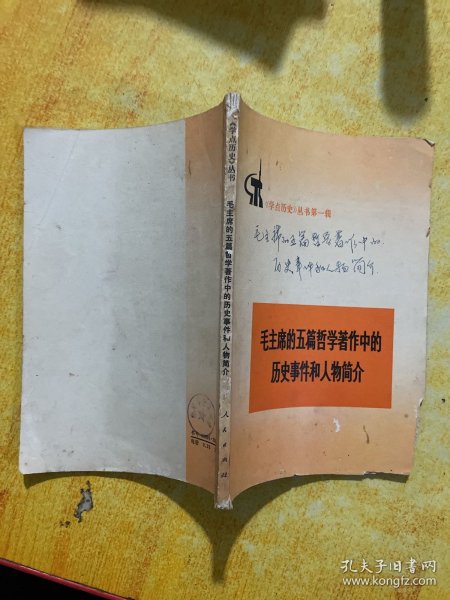 《学点历史》丛书第一辑
毛主席的五篇哲学著作中的
历史事件和人物简介
毛主席的五篇哲学著作中的
历史事件和人物简介
《学点历史》丛书
毛主席的五篇哲学著作中的历史事件和人物简介
人民出版社
孔夫子旧书网
www.kongfz.com